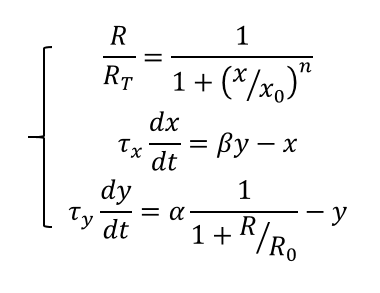 R/R_T = 1/(1 + (x/x_0)^n)
τ_x dx/dt = βy − x
τ_y dy/dt = α 1/(1 + R/R_0) − y